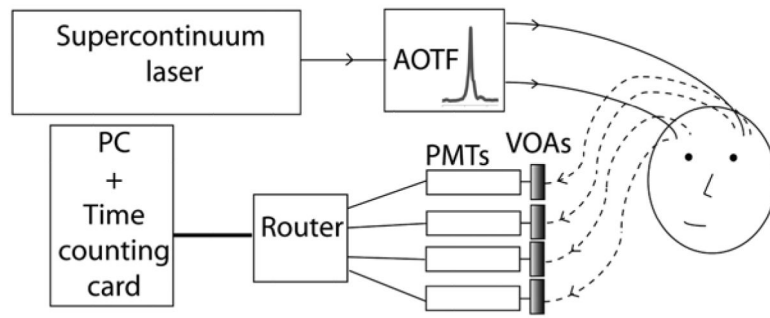 Supercontinuum
laser
AOTF
PC
+
Time
counting
card
Router
PMTs
VOAs